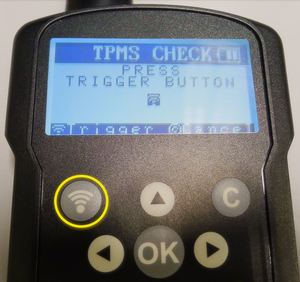 TPMS CHECK
PRESS
TRIGGER BUTTON
Trigger Cancel
C
OK